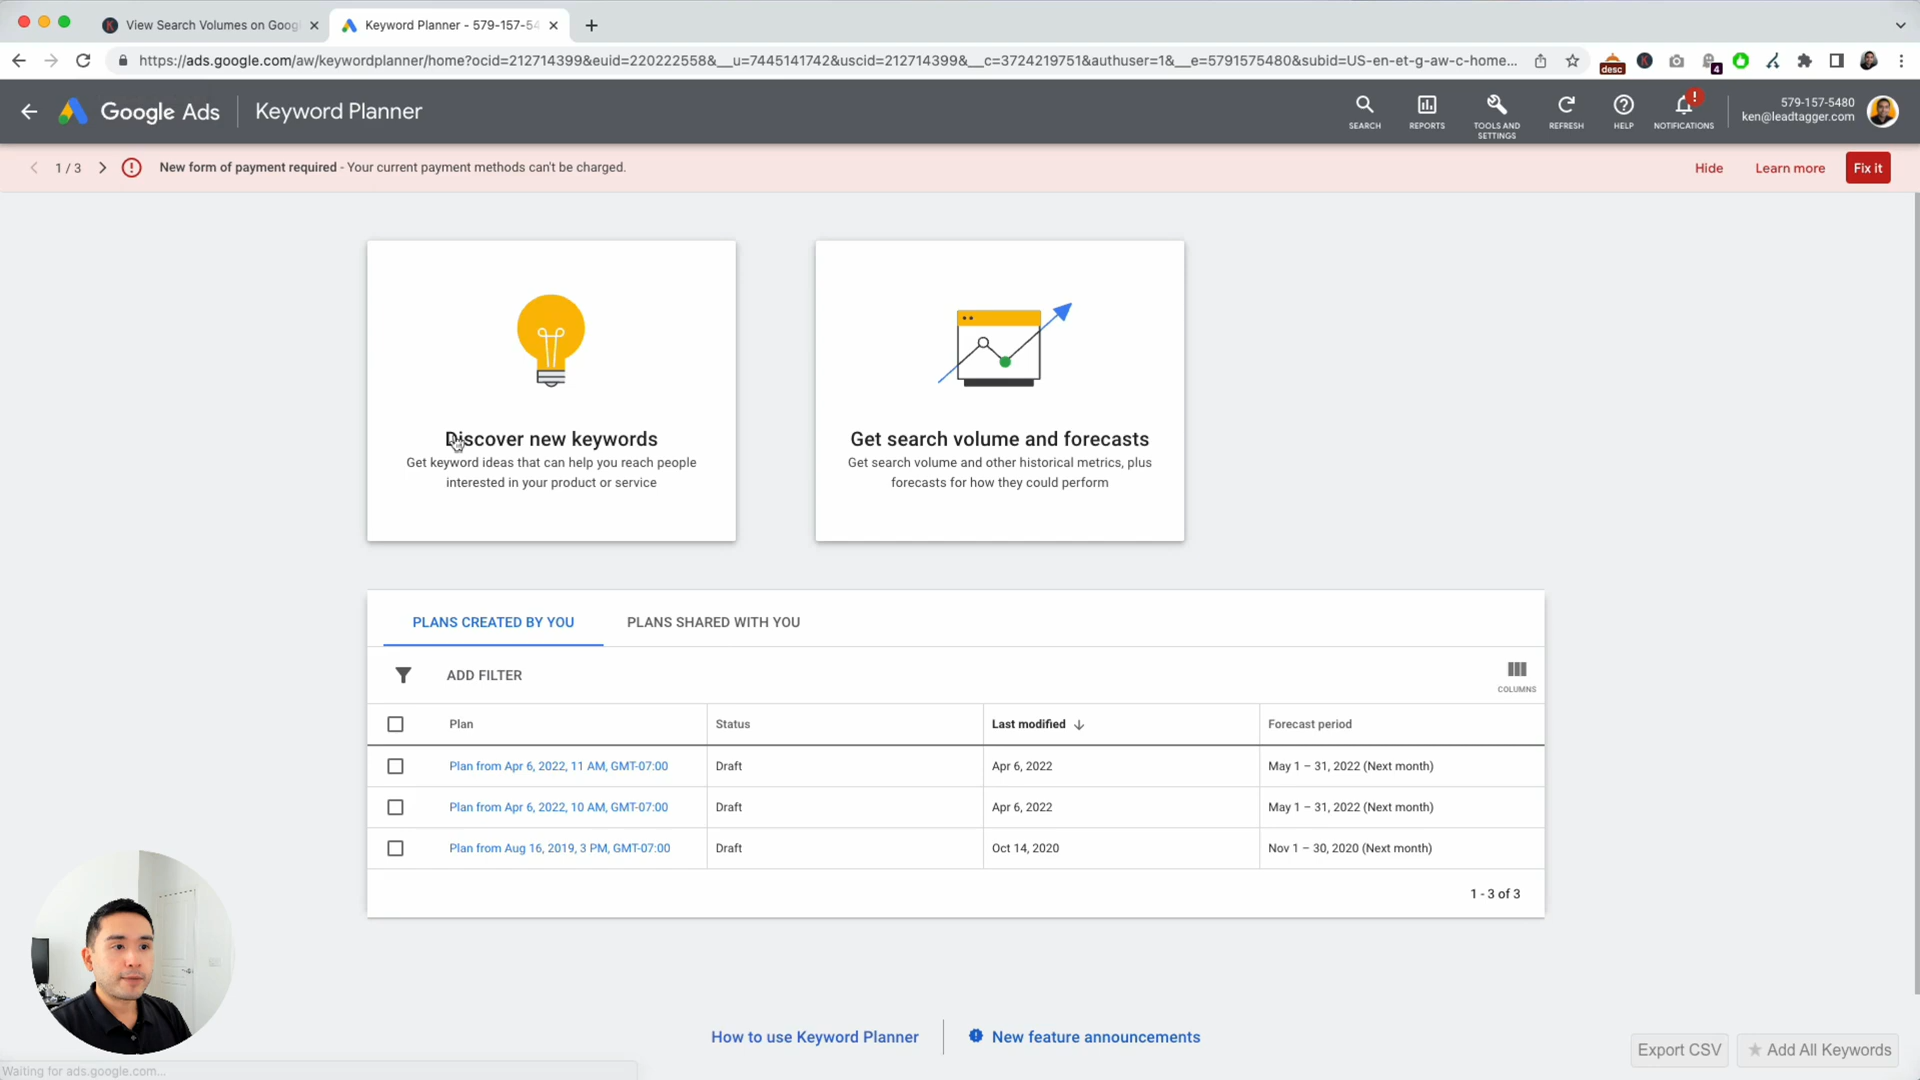 View Search Volumes on Goog
Keyword Planner - 579-157-54
https://ads.google.com/aw/keywordplanner/home?ocid=212714399&euid=220222558&__u=7445141742&uscid=212714399&__c=3724219751&authuser=1&__e=5791575480&subid=US-en-et-g-aw-c-home...
desc
4
Google Ads
Keyword Planner
SEARCH
REPORTS
TOOLS AND SETTINGS
REFRESH
HELP
NOTIFICATIONS
579-157-5480
ken@leadtagger.com
1 / 3
New form of payment required - Your current payment methods can't be charged.
Hide
Learn more
Fix it
Discover new keywords
Get keyword ideas that can help you reach people
interested in your product or service
Get search volume and forecasts
Get search volume and other historical metrics, plus
forecasts for how they could perform
PLANS CREATED BY YOU
PLANS SHARED WITH YOU
ADD FILTER
COLUMNS
Plan
Status
Last modified
Forecast period
Plan from Apr 6, 2022, 11 AM, GMT-07:00
Draft
Apr 6, 2022
May 1 – 31, 2022 (Next month)
Plan from Apr 6, 2022, 10 AM, GMT-07:00
Draft
Apr 6, 2022
May 1 – 31, 2022 (Next month)
Plan from Aug 16, 2019, 3 PM, GMT-07:00
Draft
Oct 14, 2020
Nov 1 – 30, 2020 (Next month)
1 - 3 of 3
How to use Keyword Planner
New feature announcements
Export CSV
Add All Keywords
Waiting for ads.google.com...